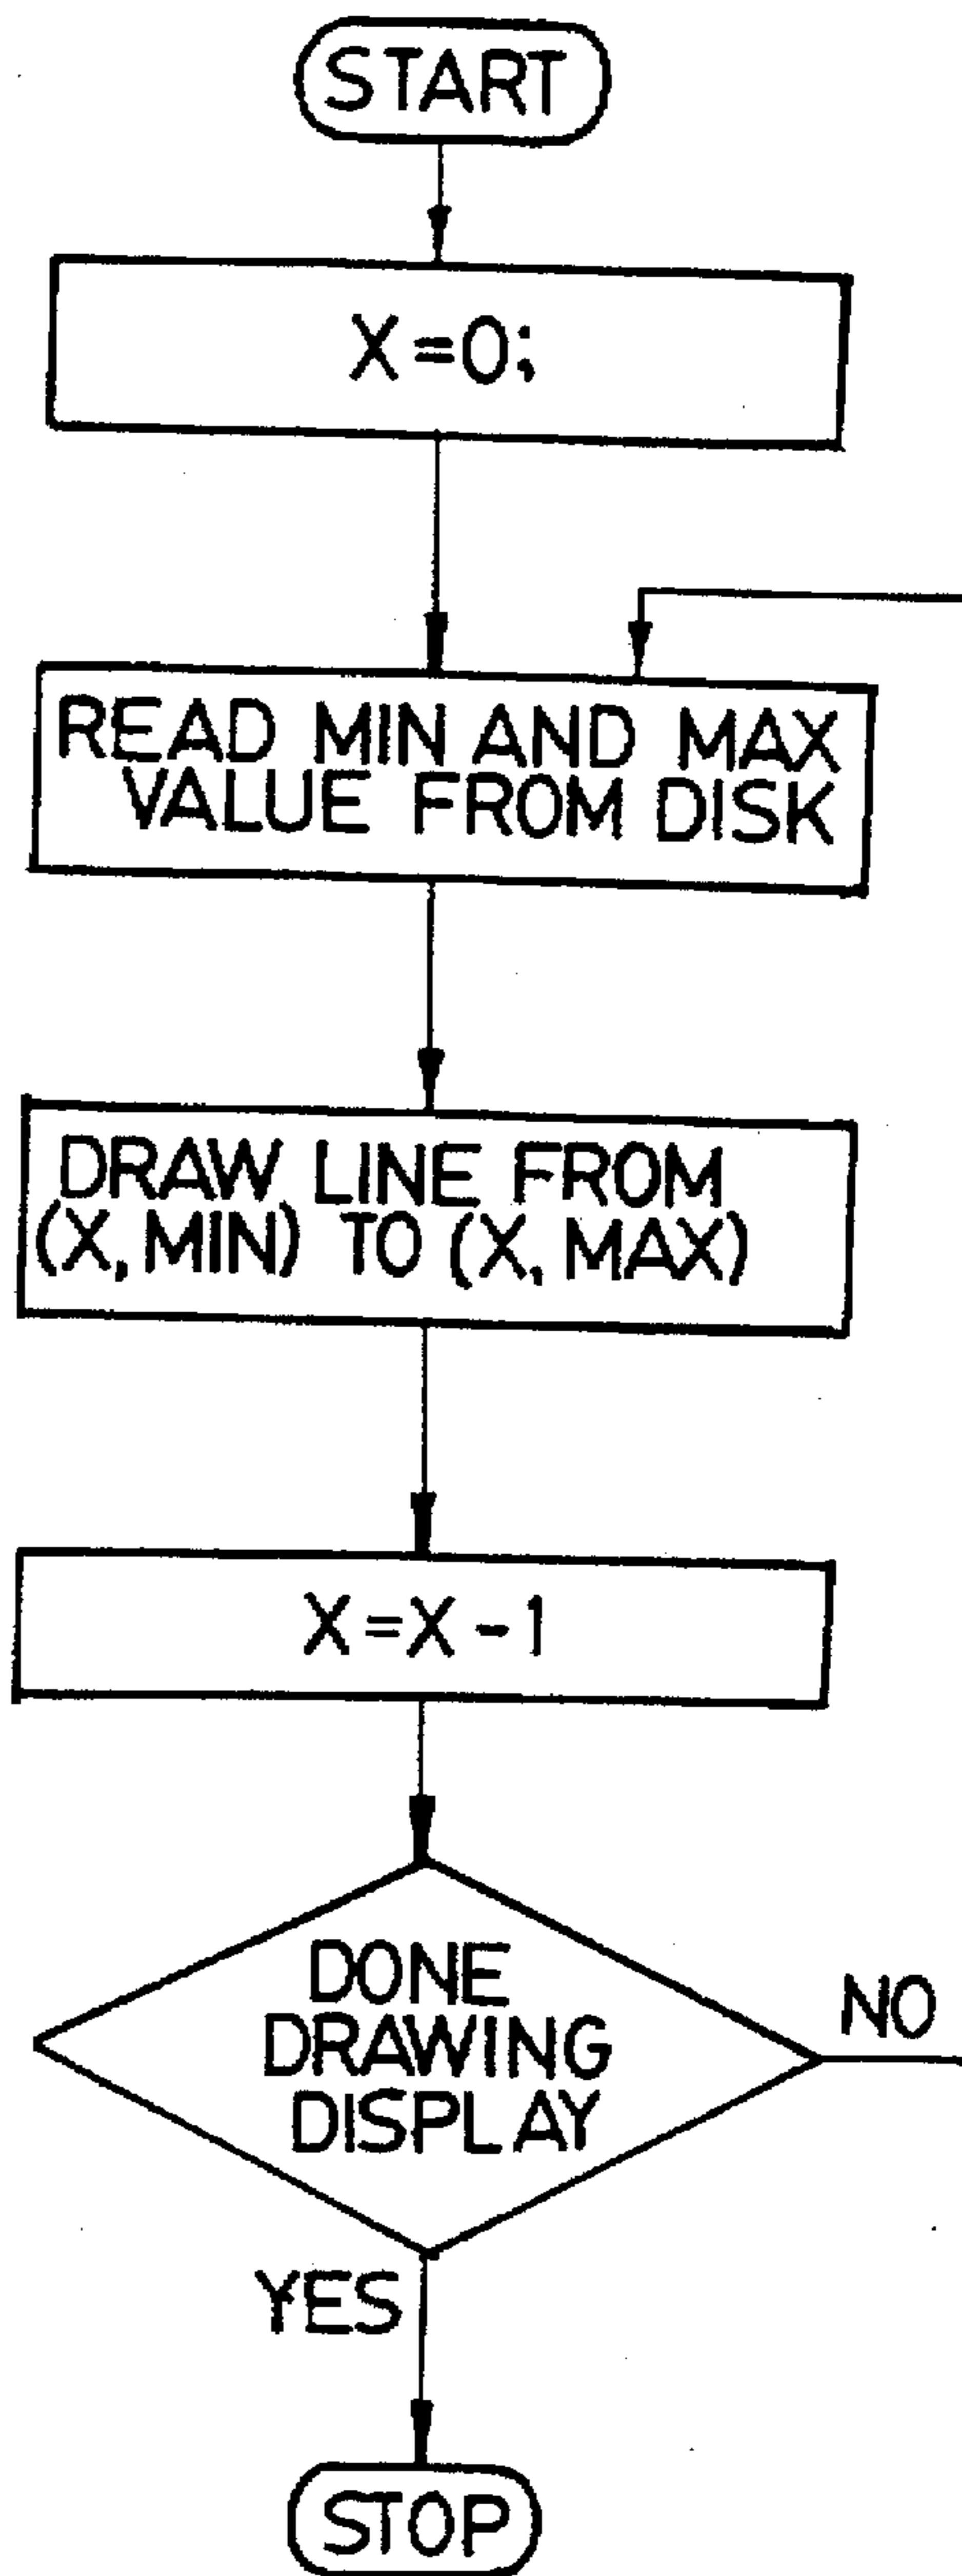 START
X=0;
READ MIN AND MAX
VALUE FROM DISK
DRAW LINE FROM
(X, MIN) TO (X, MAX)
X=X-1
DONE
DRAWING
DISPLAY
NO
YES
STOP